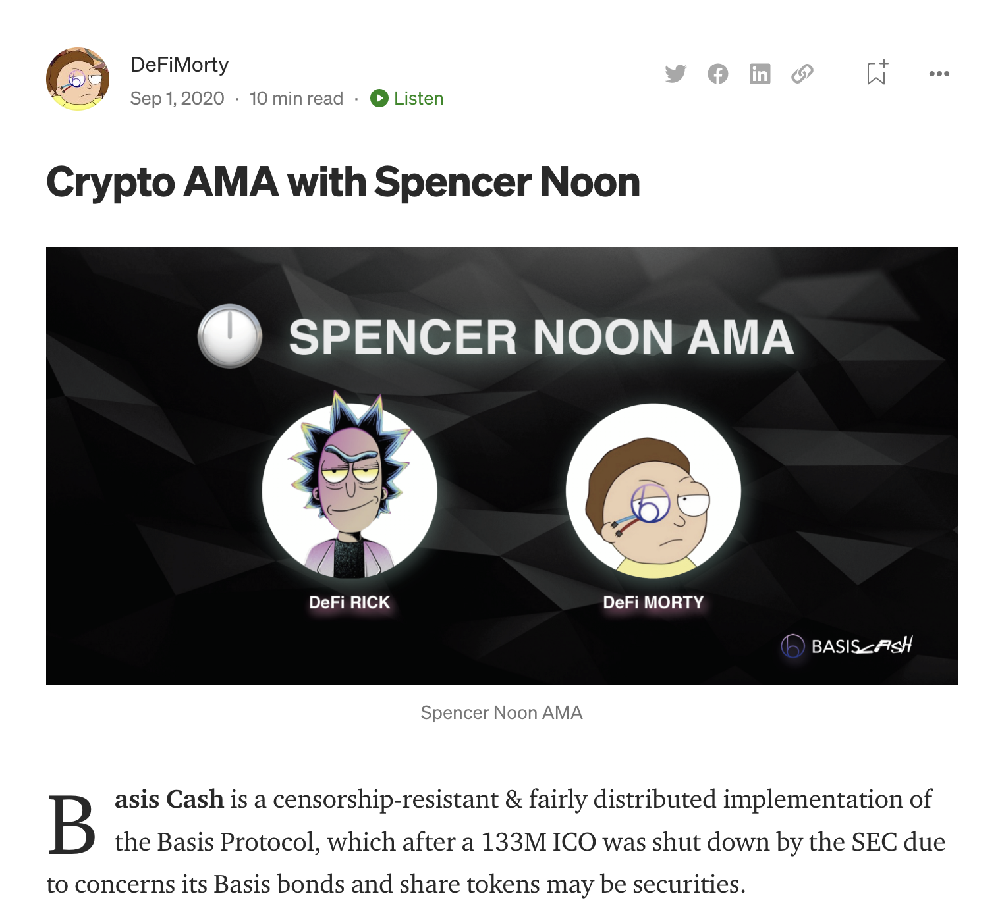 DeFiMorty
Sep 1, 2020 · 10 min read · Listen
Crypto AMA with Spencer Noon
SPENCER NOON AMA
DeFi RICK
DeFi MORTY
BASIS CASH
Spencer Noon AMA
Basis Cash is a censorship-resistant & fairly distributed implementation of
the Basis Protocol, which after a 133M ICO was shut down by the SEC due
to concerns its Basis bonds and share tokens may be securities.